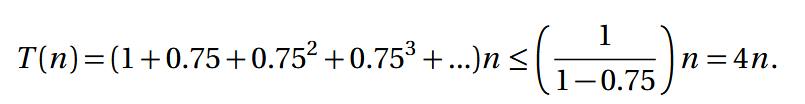 T(n) = (1 + 0.75 + 0.75² + 0.75³ + ...)n ≤ (1 / (1 − 0.75)) n = 4n.